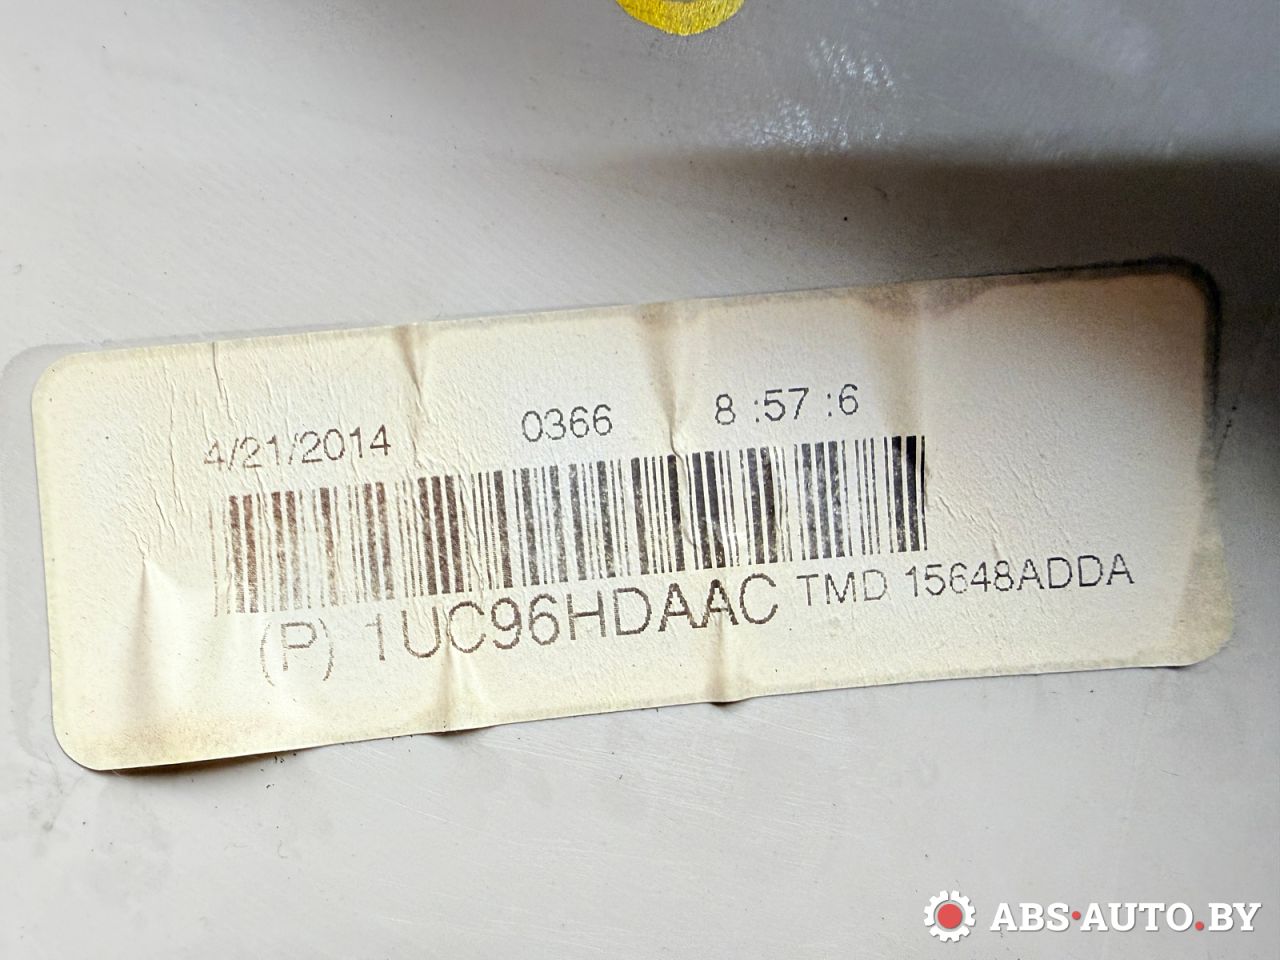 4/21/2014 0366 8 :57 :6
(P) 1UC96HDAAC TMD 15648ADDA
ABS·AUTO.BY